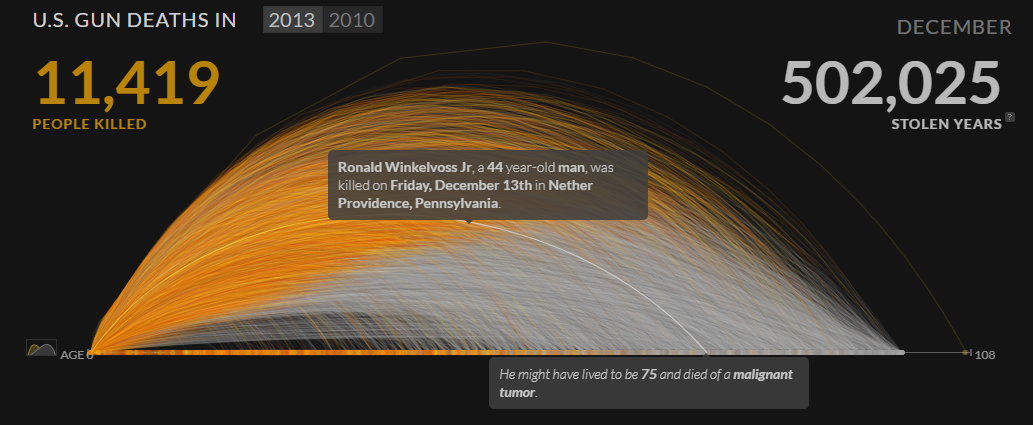 U.S. GUN DEATHS IN 2013 2010
DECEMBER
11,419
PEOPLE KILLED
502,025
STOLEN YEARS ?
Ronald Winkelvoss Jr, a 44 year-old man, was
killed on Friday, December 13th in Nether
Providence, Pennsylvania.
AGE 0
108
He might have lived to be 75 and died of a malignant
tumor.